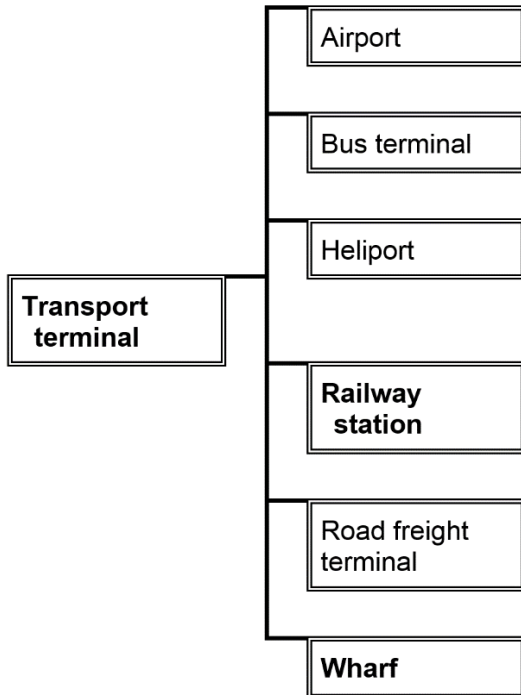 Airport
Bus terminal
Heliport
Transport
terminal
Railway
station
Road freight
terminal
Wharf